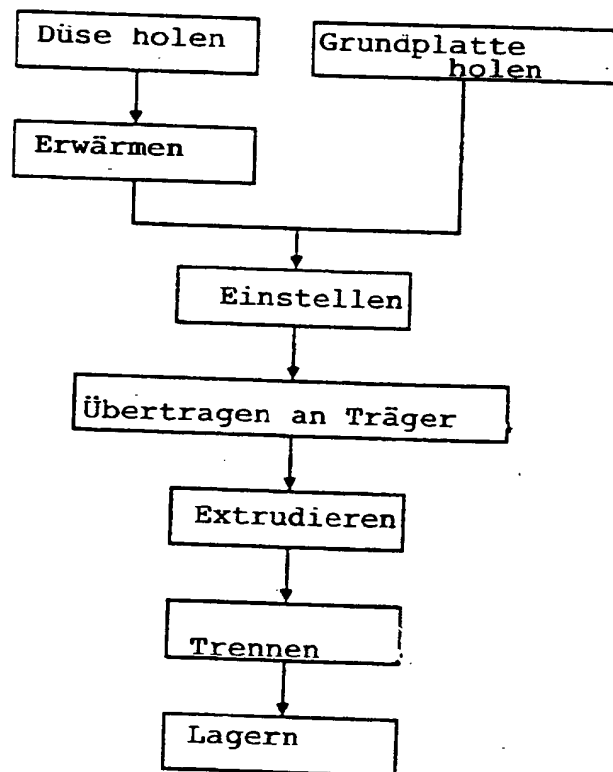 Düse holen
Grundplatte
holen
Erwärmen
Einstellen
Übertragen an Träger
Extrudieren
Trennen
Lagern